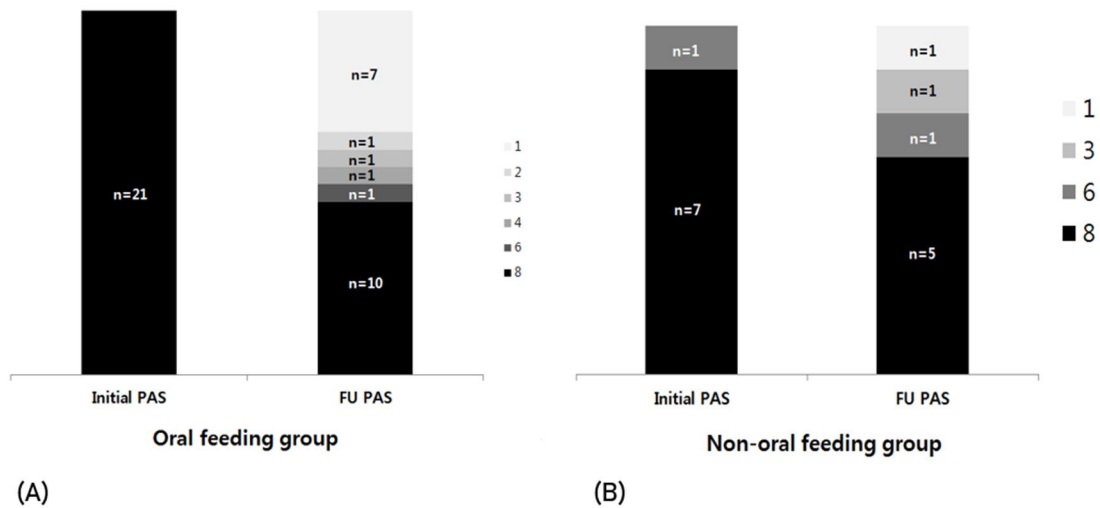 n=21
n=7
n=1
n=1
n=1
n=1
n=10
1
2
3
4
6
8
Initial PAS
FU PAS
Oral feeding group
(A)
n=1
n=7
n=1
n=1
n=1
n=5
1
3
6
8
Initial PAS
FU PAS
Non-oral feeding group
(B)